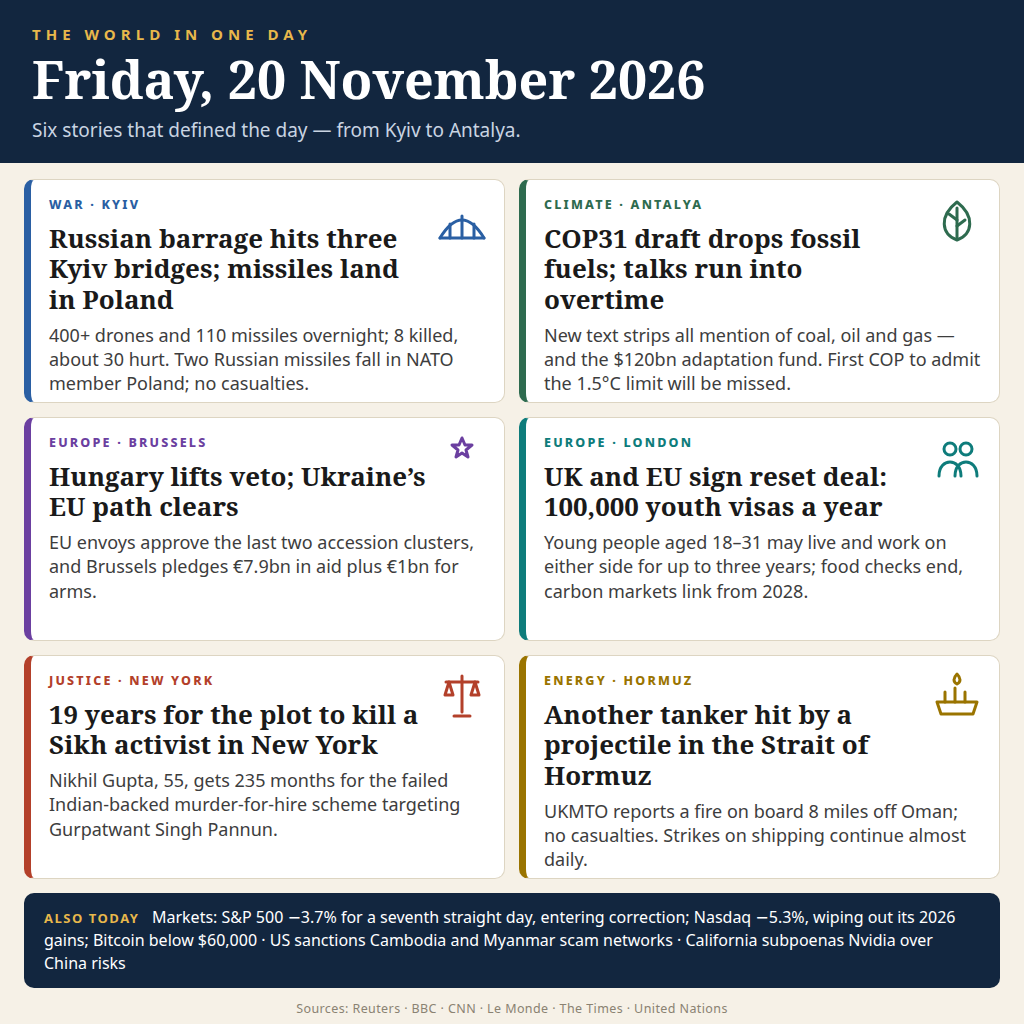 THE WORLD IN ONE DAY
Friday, 20 November 2026
Six stories that defined the day — from Kyiv to Antalya.
WAR · KYIV
Russian barrage hits three
Kyiv bridges; missiles land
in Poland
400+ drones and 110 missiles overnight; 8 killed,
about 30 hurt. Two Russian missiles fall in NATO
member Poland; no casualties.
CLIMATE · ANTALYA
COP31 draft drops fossil
fuels; talks run into
overtime
New text strips all mention of coal, oil and gas —
and the $120bn adaptation fund. First COP to admit
the 1.5°C limit will be missed.
EUROPE · BRUSSELS
Hungary lifts veto; Ukraine’s
EU path clears
EU envoys approve the last two accession clusters,
and Brussels pledges €7.9bn in aid plus €1bn for
arms.
EUROPE · LONDON
UK and EU sign reset deal:
100,000 youth visas a year
Young people aged 18–31 may live and work on
either side for up to three years; food checks end,
carbon markets link from 2028.
JUSTICE · NEW YORK
19 years for the plot to kill a
Sikh activist in New York
Nikhil Gupta, 55, gets 235 months for the failed
Indian-backed murder-for-hire scheme targeting
Gurpatwant Singh Pannun.
ENERGY · HORMUZ
Another tanker hit by a
projectile in the Strait of
Hormuz
UKMTO reports a fire on board 8 miles off Oman;
no casualties. Strikes on shipping continue almost
daily.
ALSO TODAY Markets: S&P 500 −3.7% for a seventh straight day, entering correction; Nasdaq −5.3%, wiping out its 2026
gains; Bitcoin below $60,000 · US sanctions Cambodia and Myanmar scam networks · California subpoenas Nvidia over
China risks
Sources: Reuters · BBC · CNN · Le Monde · The Times · United Nations